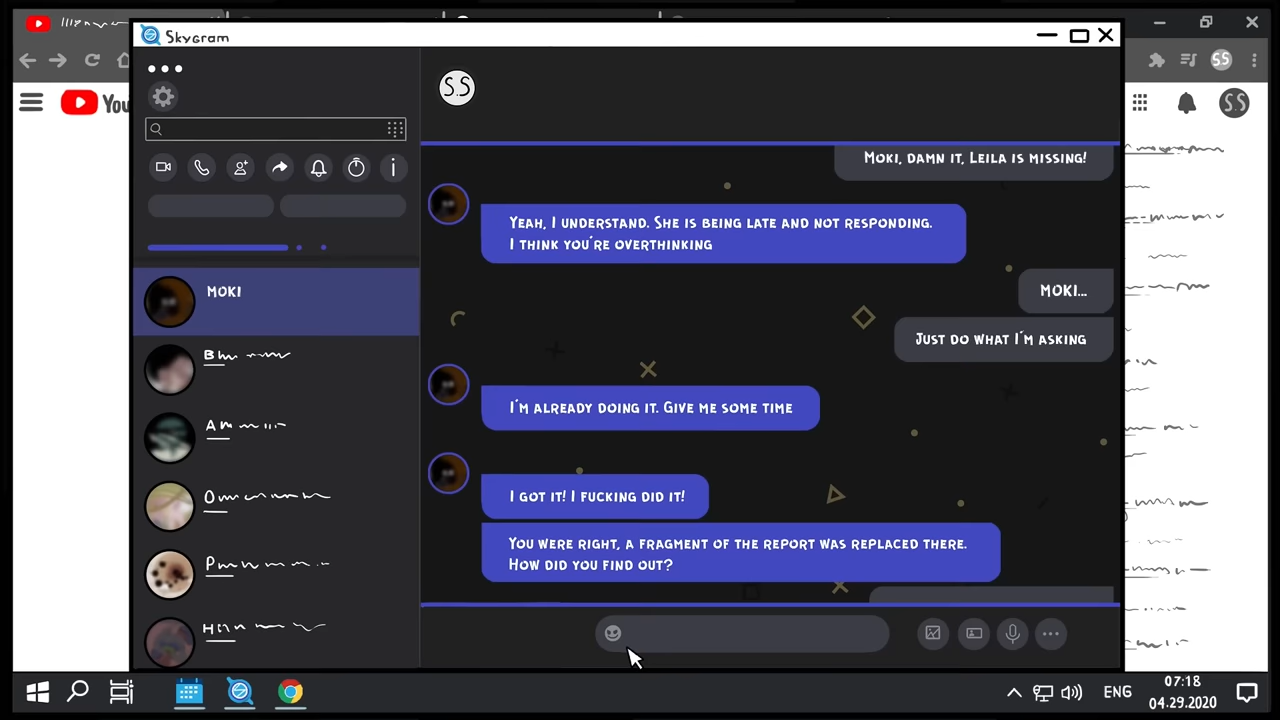 Skygram
S.S
You
SS
S.S
Moki, damn it, Leila is missing!
Yeah, I understand. She is being late and not responding.
I think you're overthinking
Moki...
Just do what I'm asking
I'm already doing it. Give me some time
I got it! I fucking did it!
You were right, a fragment of the report was replaced there.
How did you find out?
Moki
ENG
07:18
04.29.2020